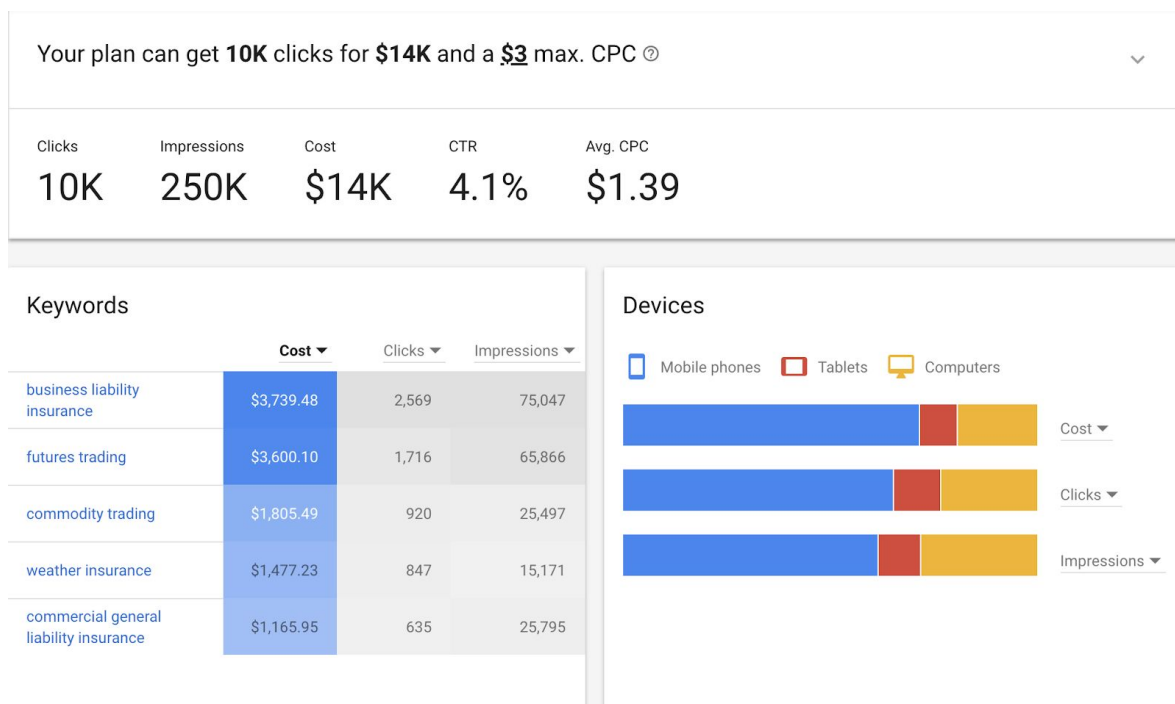 Your plan can get 10K clicks for $14K and a $3 max. CPC
Clicks Impressions Cost CTR Avg. CPC
10K 250K $14K 4.1% $1.39
Keywords
Cost Clicks Impressions
business liability
insurance
$3,739.48 2,569 75,047
futures trading $3,600.10 1,716 65,866
commodity trading $1,805.49 920 25,497
weather insurance $1,477.23 847 15,171
commercial general
liability insurance
$1,165.95 635 25,795
Devices
Mobile phones Tablets Computers
Cost
Clicks
Impressions